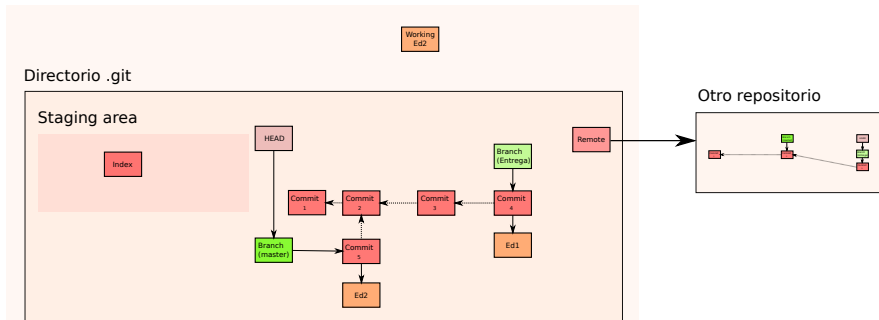 Working
Ed2
Directorio .git
Otro repositorio
Staging area
HEAD
Remote
Index
Branch
(Entrega)
Commit
1
Commit
2
Commit
3
Commit
4
Branch
(master)
Commit
5
Ed1
Ed2